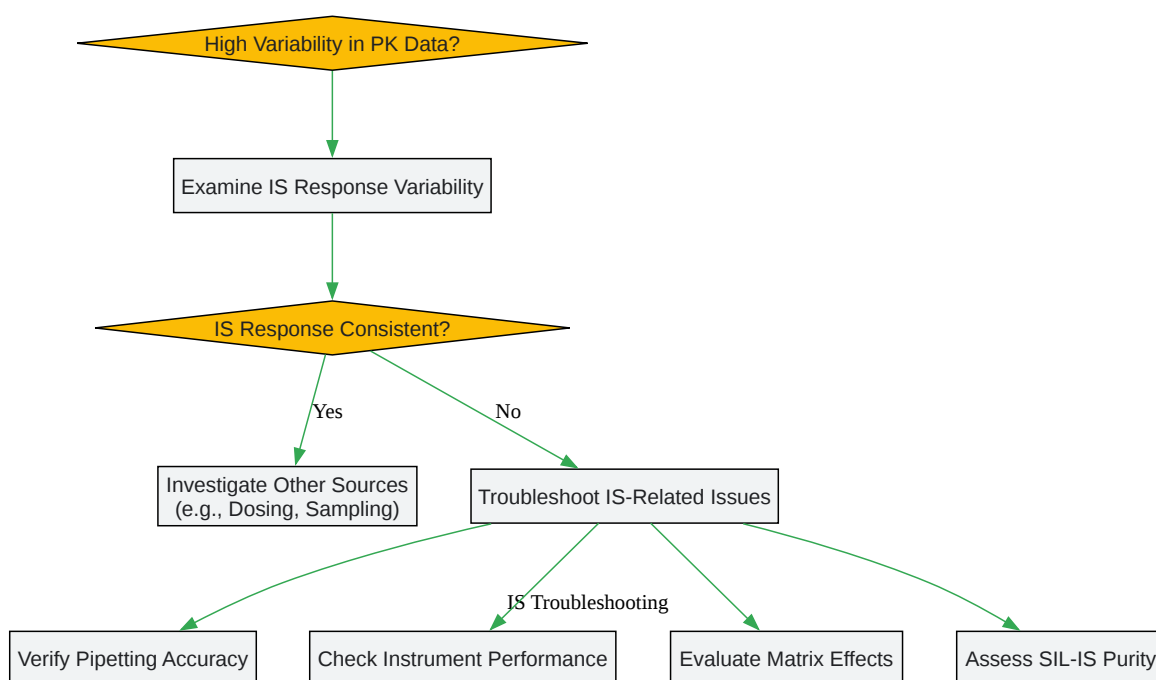 High Variability in PK Data?
Examine IS Response Variability
IS Response Consistent?
Yes
No
Investigate Other Sources
(e.g., Dosing, Sampling)
Troubleshoot IS-Related Issues
IS Troubleshooting
Verify Pipetting Accuracy
Check Instrument Performance
Evaluate Matrix Effects
Assess SIL-IS Purity